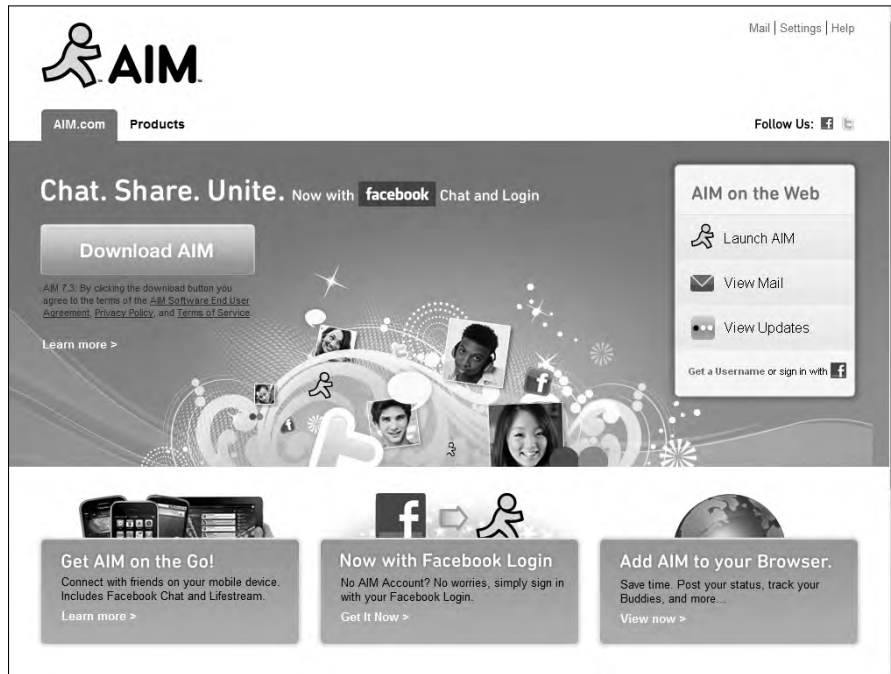 Mail | Settings | Help
AIM
AIM.com Products
Follow Us:
Chat. Share. Unite. Now with facebook Chat and Login
Download AIM
AIM 7.3: By clicking the download button you
agree to the terms of the AIM Software End User
Agreement, Privacy Policy, and Terms of Service.
Learn more >
AIM on the Web
Launch AIM
View Mail
View Updates
Get a Username or sign in with f
Get AIM on the Go!
Connect with friends on your mobile device.
Includes Facebook Chat and Lifestream.
Learn more >
Now with Facebook Login
No AIM Account? No worries, simply sign in
with your Facebook Login.
Get It Now >
Add AIM to your Browser.
Save time. Post your status, track your
Buddies, and more...
View now >